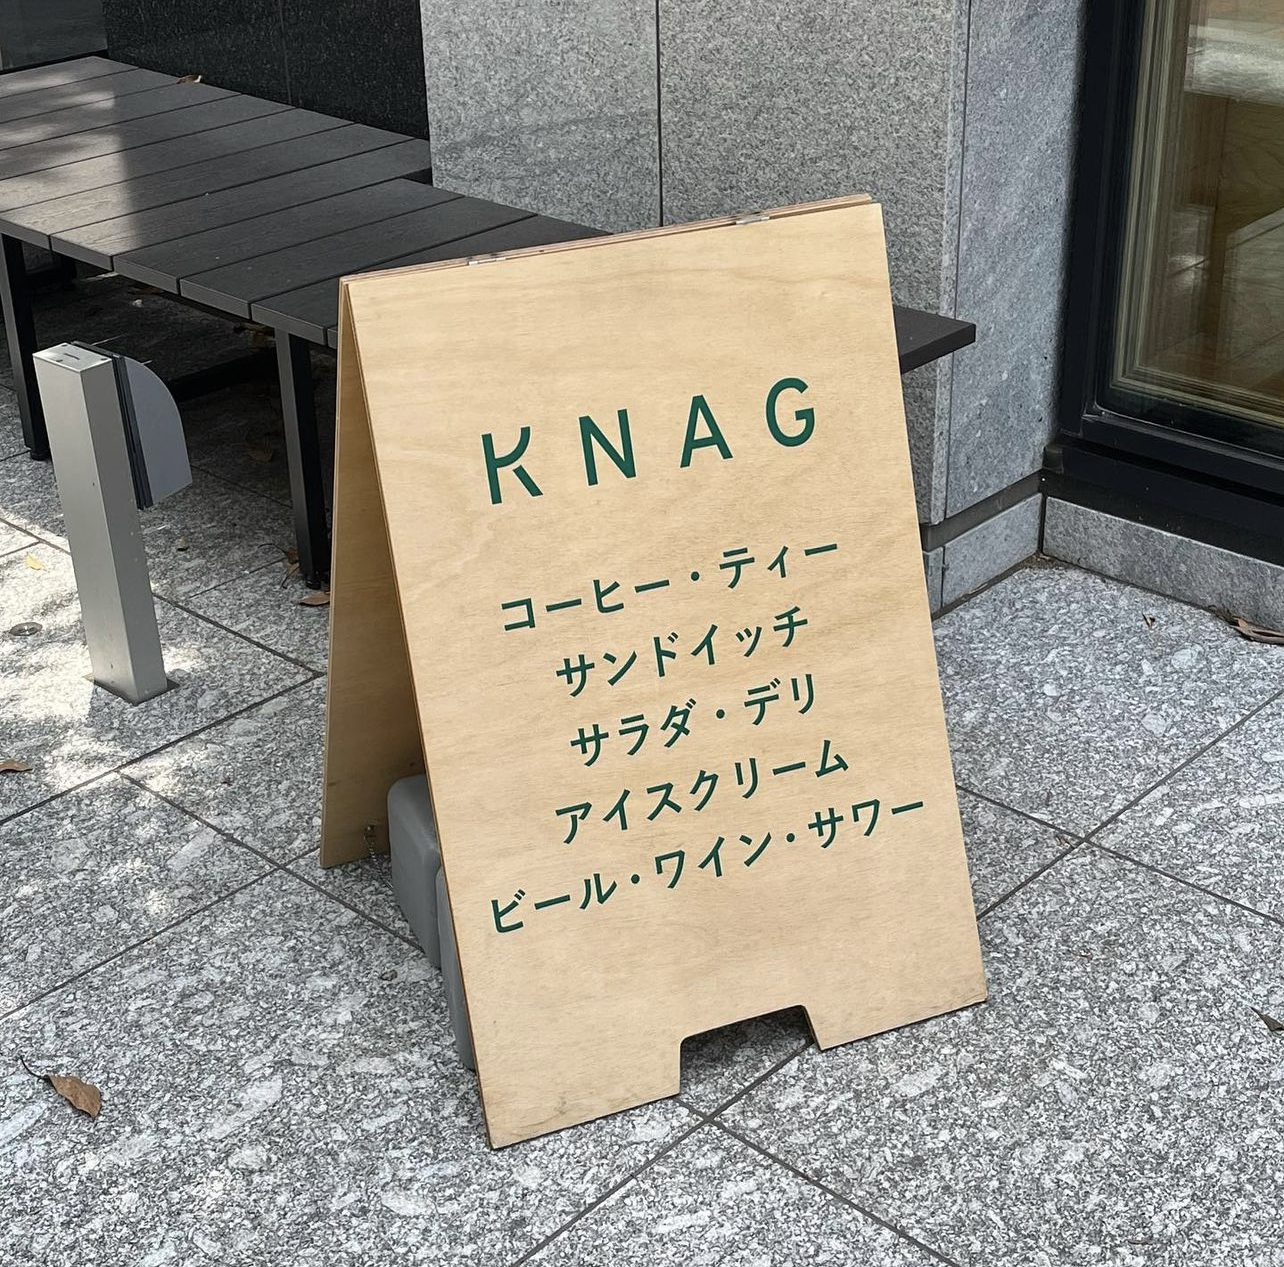 KNAG
コーヒー・ティー
サンドイッチ
サラダ・デリ
アイスクリーム
ビール・ワイン・サワー